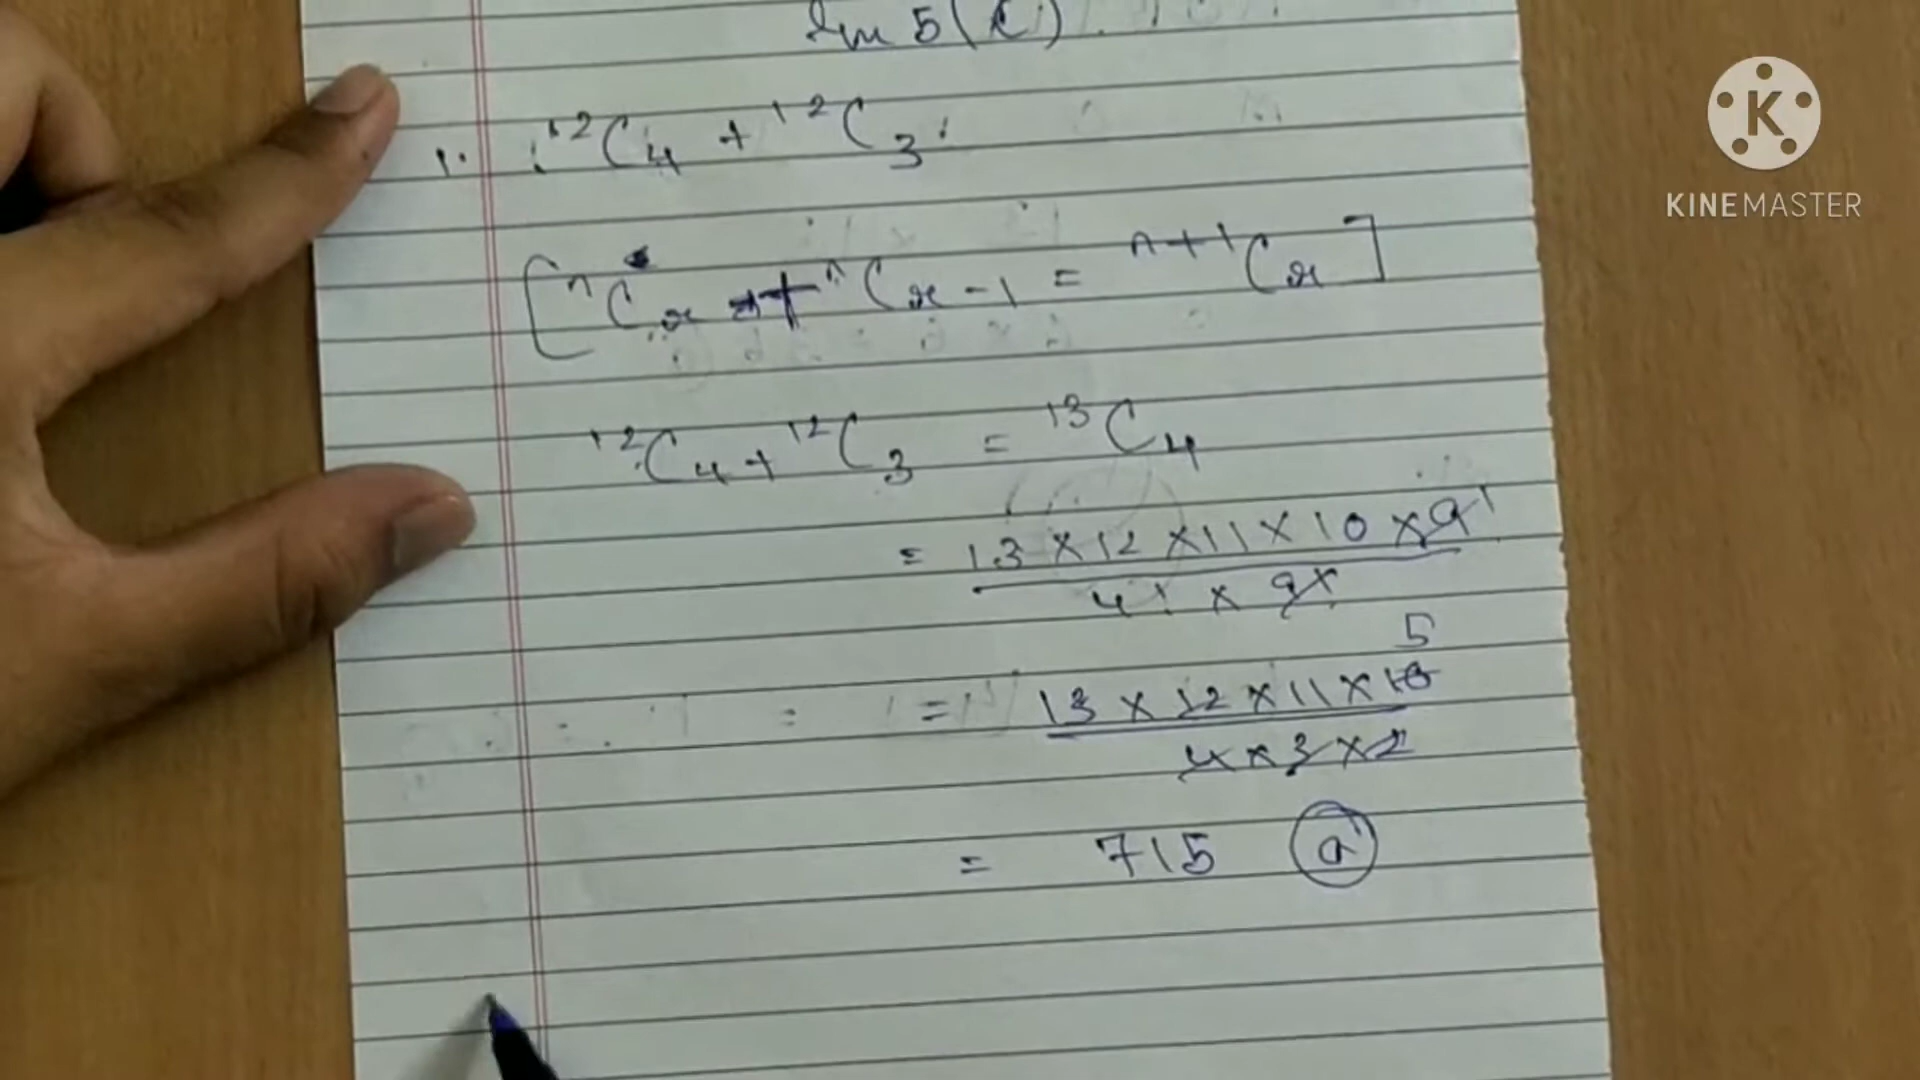 5(C)
1. ¹²C₄ + ¹²C₃
[ⁿCᵣ + ⁿCᵣ₋₁ = ⁿ⁺¹Cᵣ]
¹²C₄ + ¹²C₃ = ¹³C₄
= 13 × 12 × 11 × 10 × 9! / 4! × 9!
5
= 13 × 12 × 11 × 10 / 4 × 3 × 2
= 715 (a)
K
KINEMASTER